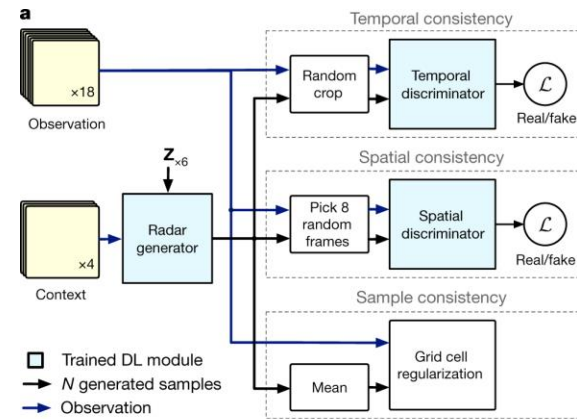 a
Temporal consistency
×18
Observation
Random
crop
Temporal
discriminator
ℒ
Real/fake
Z×6
Spatial consistency
×4
Context
Radar
generator
Pick 8
random
frames
Spatial
discriminator
ℒ
Real/fake
Sample consistency
Mean
Grid cell
regularization
Trained DL module
N generated samples
Observation